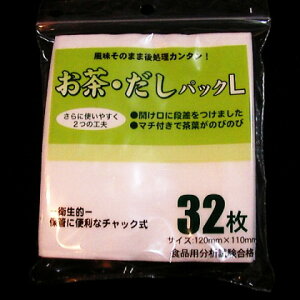 風味そのまま後処理カンタン！
お茶・だしパックL
さらに使いやすく
2つの工夫
●開け口に段差をつけました
●マチ付きで茶葉がのびのび
−衛生的−
保管に便利なチャック式
32枚
サイズ:120mm×110mm
食品用分析試験合格